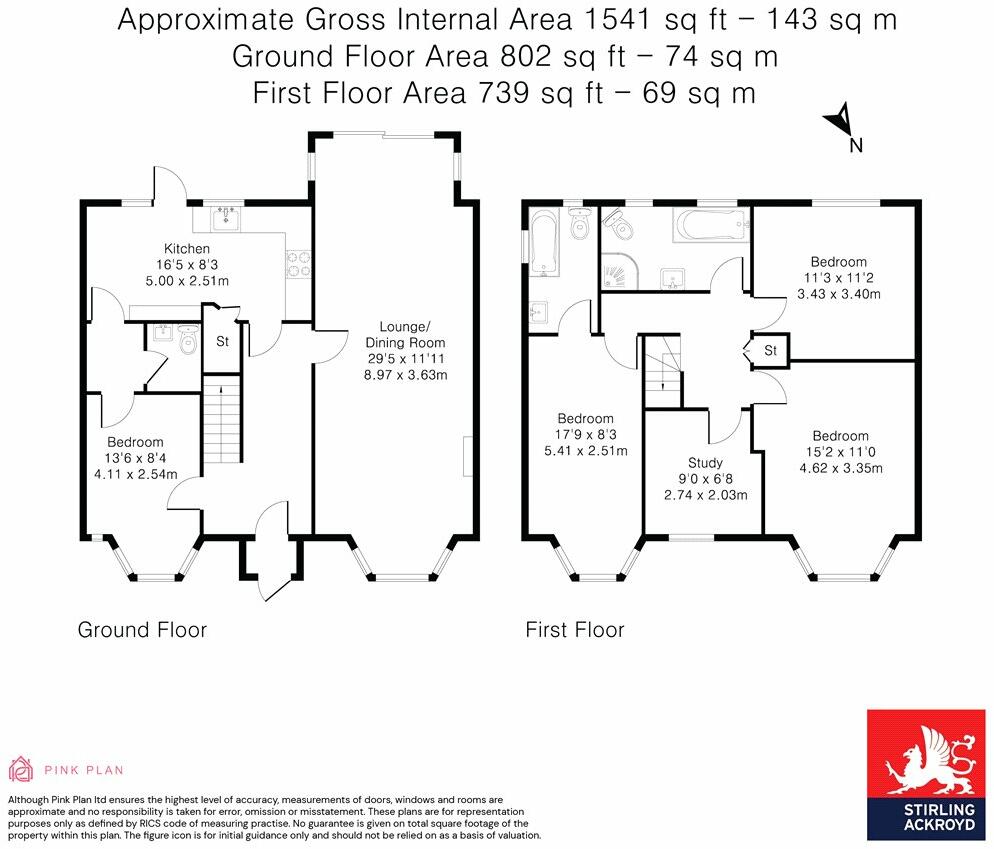 Approximate Gross Internal Area 1541 sq ft – 143 sq m
Ground Floor Area 802 sq ft – 74 sq m
First Floor Area 739 sq ft – 69 sq m
N
Kitchen
16'5 x 8'3
5.00 x 2.51m
St
Lounge/
Dining Room
29'5 x 11'11
8.97 x 3.63m
Bedroom
13'6 x 8'4
4.11 x 2.54m
Ground Floor
Bedroom
11'3 x 11'2
3.43 x 3.40m
St
Bedroom
17'9 x 8'3
5.41 x 2.51m
Study
9'0 x 6'8
2.74 x 2.03m
Bedroom
15'2 x 11'0
4.62 x 3.35m
First Floor
PINK PLAN
Although Pink Plan ltd ensures the highest level of accuracy, measurements of doors, windows and rooms are
approximate and no responsibility is taken for error, omission or misstatement. These plans are for representation
purposes only as defined by RICS code of measuring practise. No guarantee is given on total square footage of the
property within this plan. The figure icon is for initial guidance only and should not be relied on as a basis of valuation.
STIRLING
ACKROYD